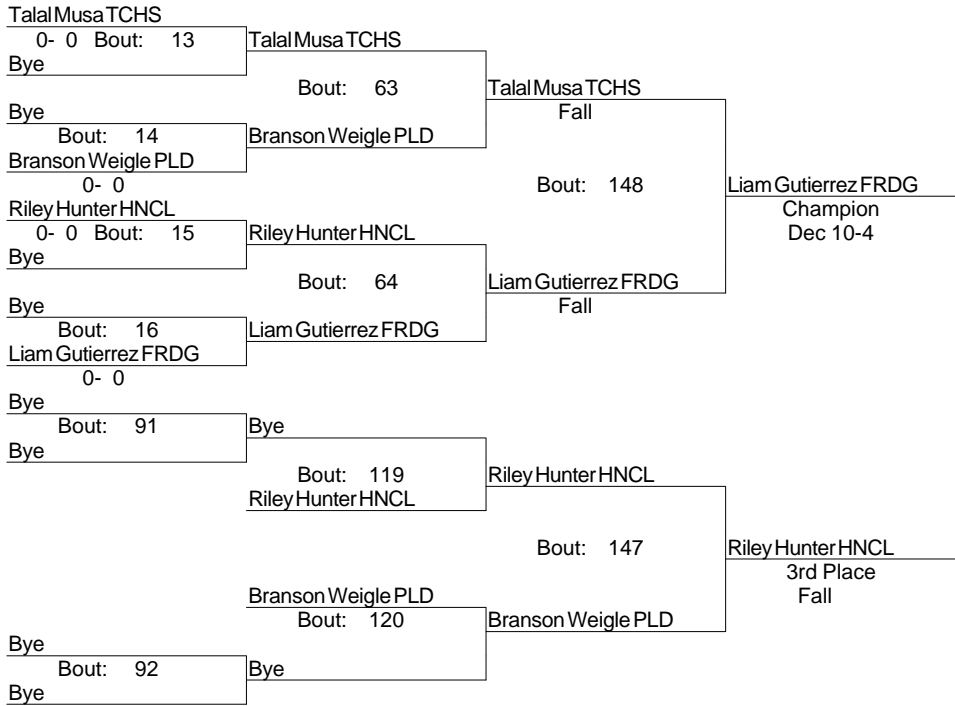 Talal Musa TCHS
0- 0 Bout: 13 Talal Musa TCHS
Bye
Bout: 63 Talal Musa TCHS
Bye Fall
Bout: 14 Branson Weigle PLD
Branson Weigle PLD
0- 0 Bout: 148 Liam Gutierrez FRDG
Riley Hunter HNCL Champion
0- 0 Bout: 15 Riley Hunter HNCL Dec 10-4
Bye
Bout: 64 Liam Gutierrez FRDG
Bye Fall
Bout: 16 Liam Gutierrez FRDG
Liam Gutierrez FRDG
0- 0
Bye
Bout: 91 Bye
Bye
Bout: 119 Riley Hunter HNCL
Riley Hunter HNCL
Bout: 147 Riley Hunter HNCL
3rd Place
Branson Weigle PLD Fall
Bout: 120 Branson Weigle PLD
Bye
Bout: 92 Bye
Bye